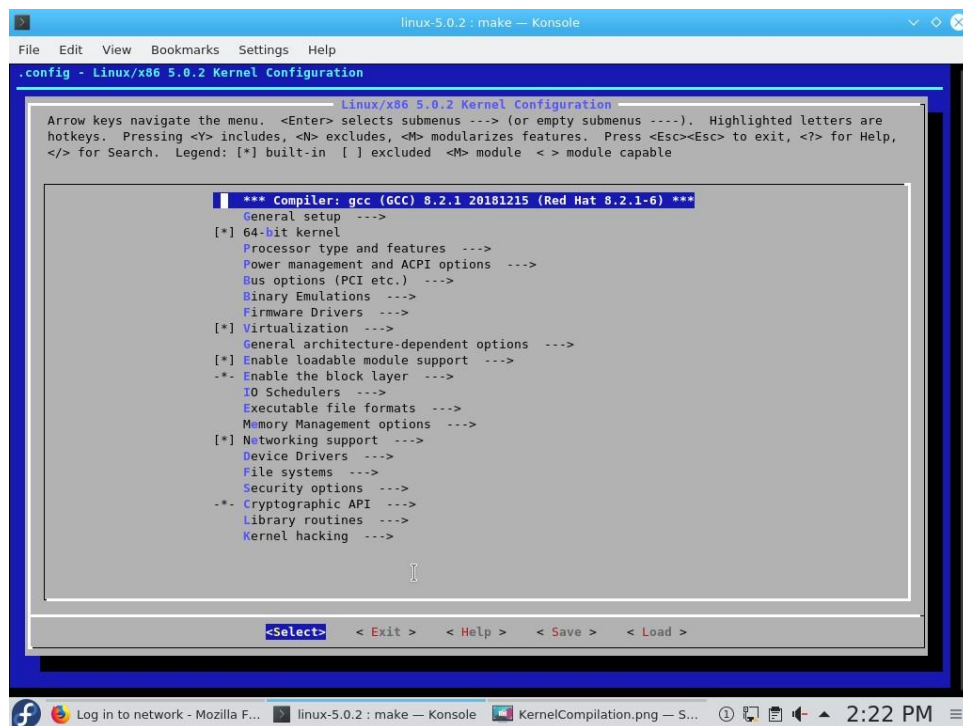 linux-5.0.2 : make — Konsole
File Edit View Bookmarks Settings Help
.config - Linux/x86 5.0.2 Kernel Configuration
Linux/x86 5.0.2 Kernel Configuration
Arrow keys navigate the menu. <Enter> selects submenus ---> (or empty submenus ----). Highlighted letters are
hotkeys. Pressing <Y> includes, <N> excludes, <M> modularizes features. Press <Esc><Esc> to exit, <?> for Help,
</> for Search. Legend: [*] built-in [ ] excluded <M> module < > module capable
*** Compiler: gcc (GCC) 8.2.1 20181215 (Red Hat 8.2.1-6) ***
General setup --->
[*] 64-bit kernel
Processor type and features --->
Power management and ACPI options --->
Bus options (PCI etc.) --->
Binary Emulations --->
Firmware Drivers --->
[*] Virtualization --->
General architecture-dependent options --->
[*] Enable loadable module support --->
-*- Enable the block layer --->
IO Schedulers --->
Executable file formats --->
Memory Management options --->
[*] Networking support --->
Device Drivers --->
File systems --->
Security options --->
-*- Cryptographic API --->
Library routines --->
Kernel hacking --->
<Select> < Exit > < Help > < Save > < Load >
Log in to network - Mozilla F... linux-5.0.2 : make — Konsole KernelCompilation.png — S... 1 2:22 PM